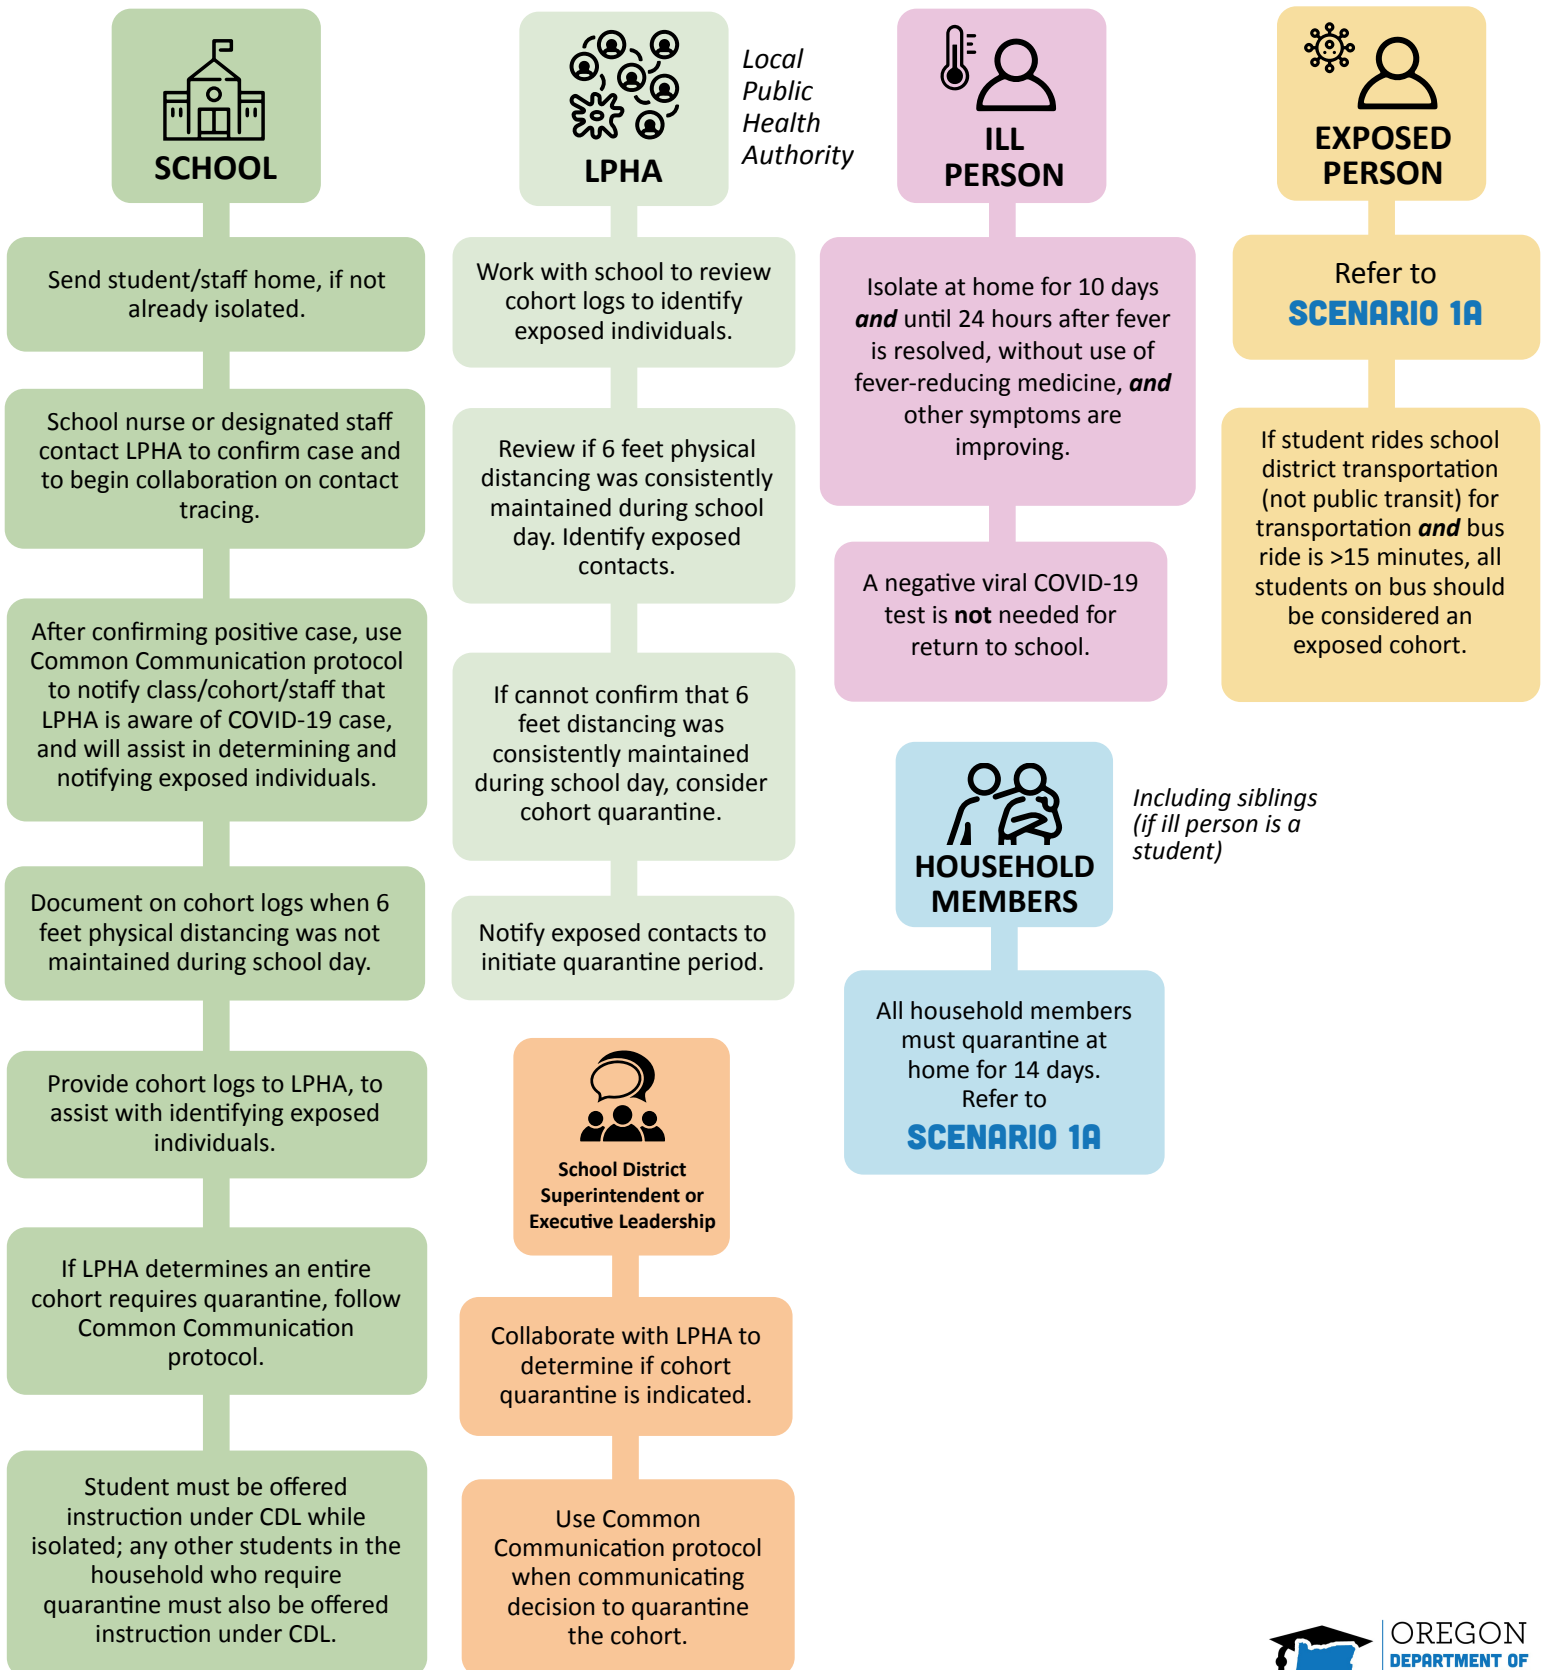 SCHOOL
Send student/staff home, if not
already isolated.
School nurse or designated staff
contact LPHA to confirm case and
to begin collaboration on contact
tracing.
After confirming positive case, use
Common Communication protocol
to notify class/cohort/staff that
LPHA is aware of COVID-19 case,
and will assist in determining and
notifying exposed individuals.
Document on cohort logs when 6
feet physical distancing was not
maintained during school day.
Provide cohort logs to LPHA, to
assist with identifying exposed
individuals.
If LPHA determines an entire
cohort requires quarantine, follow
Common Communication
protocol.
Student must be offered
instruction under CDL while
isolated; any other students in the
household who require
quarantine must also be offered
instruction under CDL.
LPHA
Local
Public
Health
Authority
Work with school to review
cohort logs to identify
exposed individuals.
Review if 6 feet physical
distancing was consistently
maintained during school
day. Identify exposed
contacts.
If cannot confirm that 6
feet distancing was
consistently maintained
during school day, consider
cohort quarantine.
Notify exposed contacts to
initiate quarantine period.
School District
Superintendent or
Executive Leadership
Collaborate with LPHA to
determine if cohort
quarantine is indicated.
Use Common
Communication protocol
when communicating
decision to quarantine
the cohort.
ILL
PERSON
Isolate at home for 10 days
and until 24 hours after fever
is resolved, without use of
fever-reducing medicine, and
other symptoms are
improving.
A negative viral COVID-19
test is not needed for
return to school.
HOUSEHOLD
MEMBERS
Including siblings
(if ill person is a
student)
All household members
must quarantine at
home for 14 days.
Refer to
SCENARIO 1A
EXPOSED
PERSON
Refer to
SCENARIO 1A
If student rides school
district transportation
(not public transit) for
transportation and bus
ride is >15 minutes, all
students on bus should
be considered an
exposed cohort.
OREGON
DEPARTMENT OF